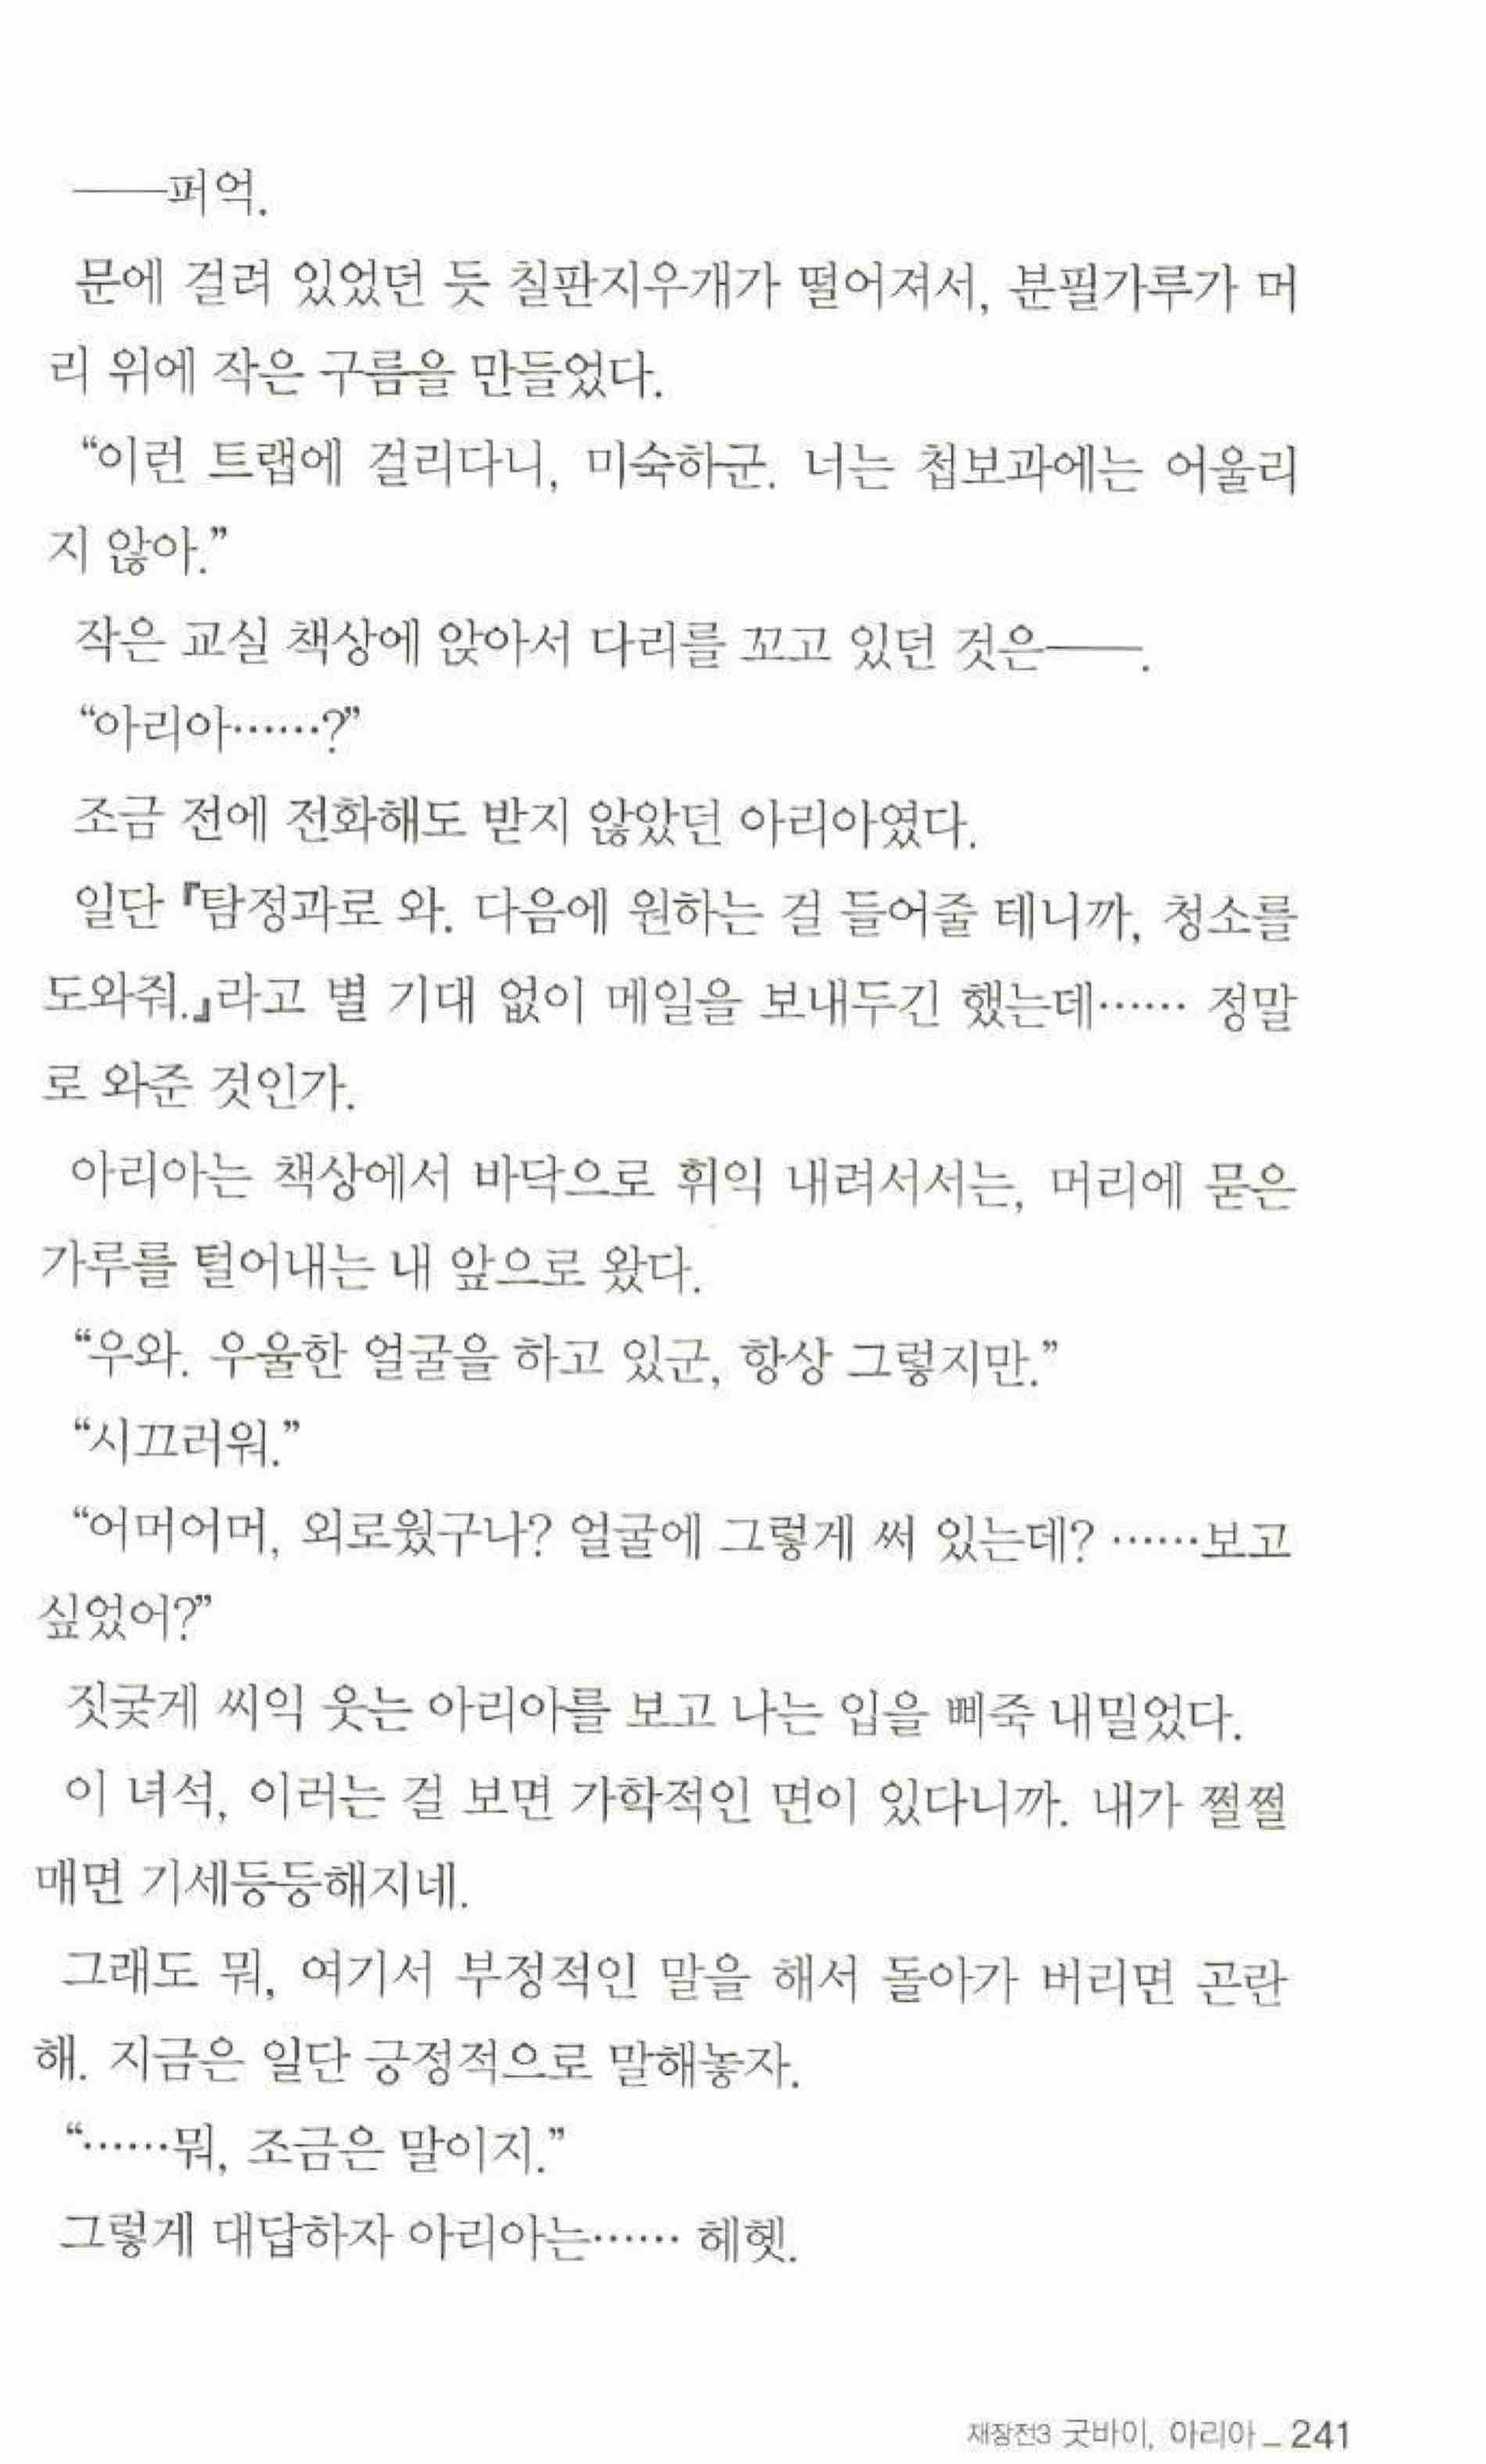 ――퍼억.
문에 걸려 있었던 듯 칠판지우개가 떨어져서, 분필가루가 머
리 위에 작은 구름을 만들었다.
“이런 트랩에 걸리다니, 미숙하군. 너는 첩보과에는 어울리
지 않아.”
작은 교실 책상에 앉아서 다리를 꼬고 있던 것은――.
“아리아……?”
조금 전에 전화해도 받지 않았던 아리아였다.
일단 『탐정과로 와. 다음에 원하는 걸 들어줄 테니까, 청소를
도와줘.』라고 별 기대 없이 메일을 보내두긴 했는데…… 정말
로 와준 것인가.
아리아는 책상에서 바닥으로 휘익 내려서서는, 머리에 묻은
가루를 털어내는 내 앞으로 왔다.
“우와. 우울한 얼굴을 하고 있군, 항상 그렇지만.”
“시끄러워.”
“어머어머, 외로웠구나? 얼굴에 그렇게 써 있는데? ……보고
싶었어?”
짓궂게 씨익 웃는 아리아를 보고 나는 입을 삐죽 내밀었다.
이 녀석, 이러는 걸 보면 가학적인 면이 있다니까. 내가 쩔쩔
매면 기세등등해지네.
그래도 뭐, 여기서 부정적인 말을 해서 돌아가 버리면 곤란
해. 지금은 일단 긍정적으로 말해놓자.
“……뭐, 조금은 말이지.”
그렇게 대답하자 아리아는…… 헤헷.
재장전3 굿바이, 아리아 _ 241